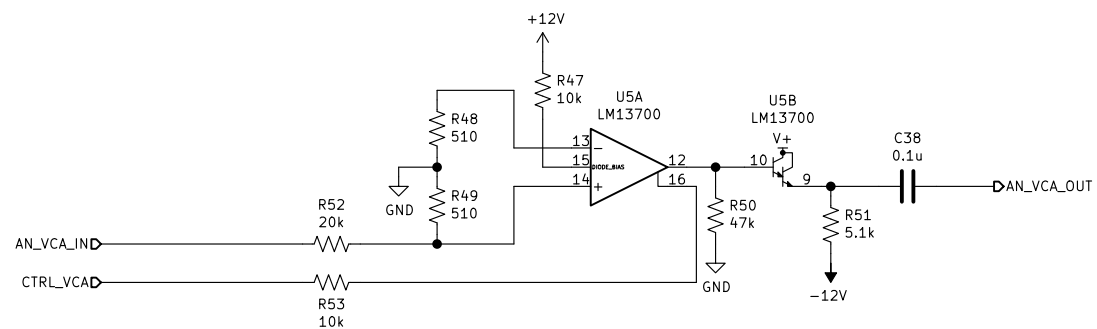 +12V
R47
10k
U5A
LM13700
U5B
LM13700
V+
C38
0.1u
R48
510
13
15
DIODE_BIAS
14
12
16
10
9
AN_VCA_OUT
GND
R49
510
R50
47k
R51
5.1k
R52
20k
AN_VCA_IN
CTRL_VCA
GND
-12V
R53
10k